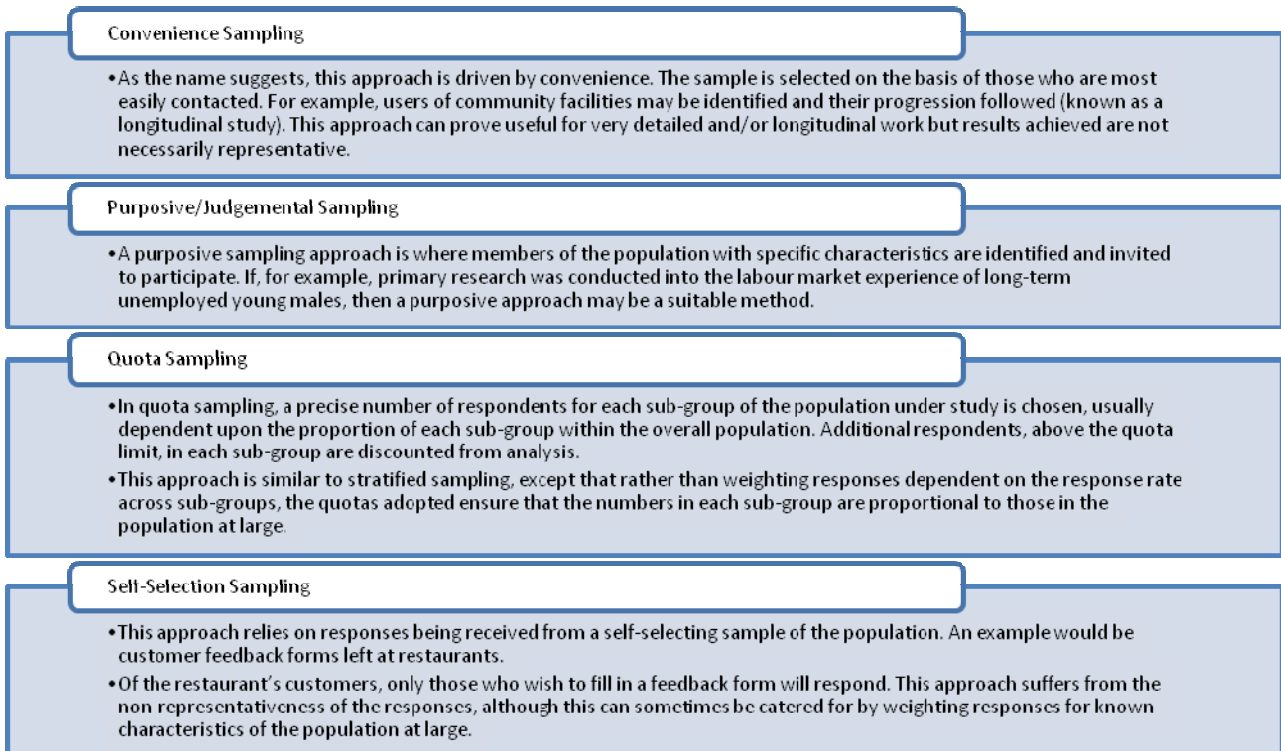 Convenience Sampling
•As the name suggests, this approach is driven by convenience. The sample is selected on the basis of those who are most
easily contacted. For example, users of community facilities may be identified and their progression followed (known as a
longitudinal study). This approach can prove useful for very detailed and/or longitudinal work but results achieved are not
necessarily representative.
Purposive/Judgemental Sampling
•A purposive sampling approach is where members of the population with specific characteristics are identified and invited
to participate. If, for example, primary research was conducted into the labour market experience of long-term
unemployed young males, then a purposive approach may be a suitable method.
Quota Sampling
•In quota sampling, a precise number of respondents for each sub-group of the population under study is chosen, usually
dependent upon the proportion of each sub-group within the overall population. Additional respondents, above the quota
limit, in each sub-group are discounted from analysis.
•This approach is similar to stratified sampling, except that rather than weighting responses dependent on the response rate
across sub-groups, the quotas adopted ensure that the numbers in each sub-group are proportional to those in the
population at large.
Self-Selection Sampling
•This approach relies on responses being received from a self-selecting sample of the population. An example would be
customer feedback forms left at restaurants.
•Of the restaurant's customers, only those who wish to fill in a feedback form will respond. This approach suffers from the
non representativeness of the responses, although this can sometimes be catered for by weighting responses for known
characteristics of the population at large.